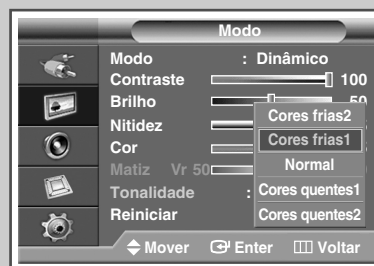 Modo
Modo : Dinâmico
Contraste 100
Brilho 50
Nitidez
Cor
Matiz Vr 50
Tonalidade :
Reiniciar
Cores frias2
Cores frias1
Normal
Cores quentes1
Cores quentes2
Mover Enter Voltar